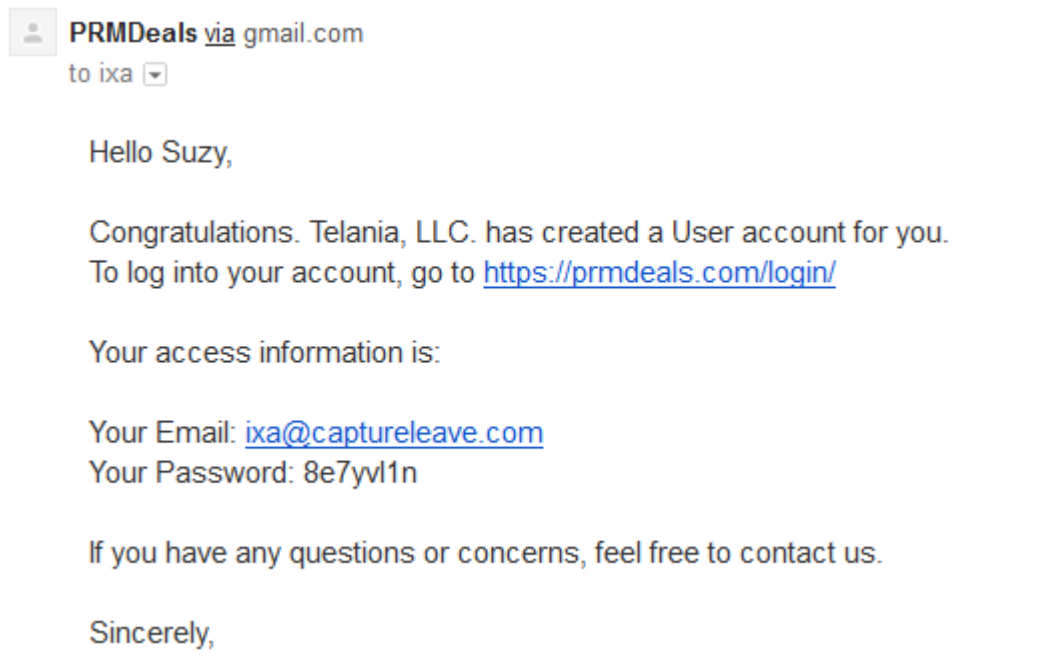 PRMDeals via gmail.com
to ixa
Hello Suzy,
Congratulations. Telania, LLC. has created a User account for you.
To log into your account, go to https://prmdeals.com/login/
Your access information is:
Your Email: ixa@captureleave.com
Your Password: 8e7yvl1n
If you have any questions or concerns, feel free to contact us.
Sincerely,